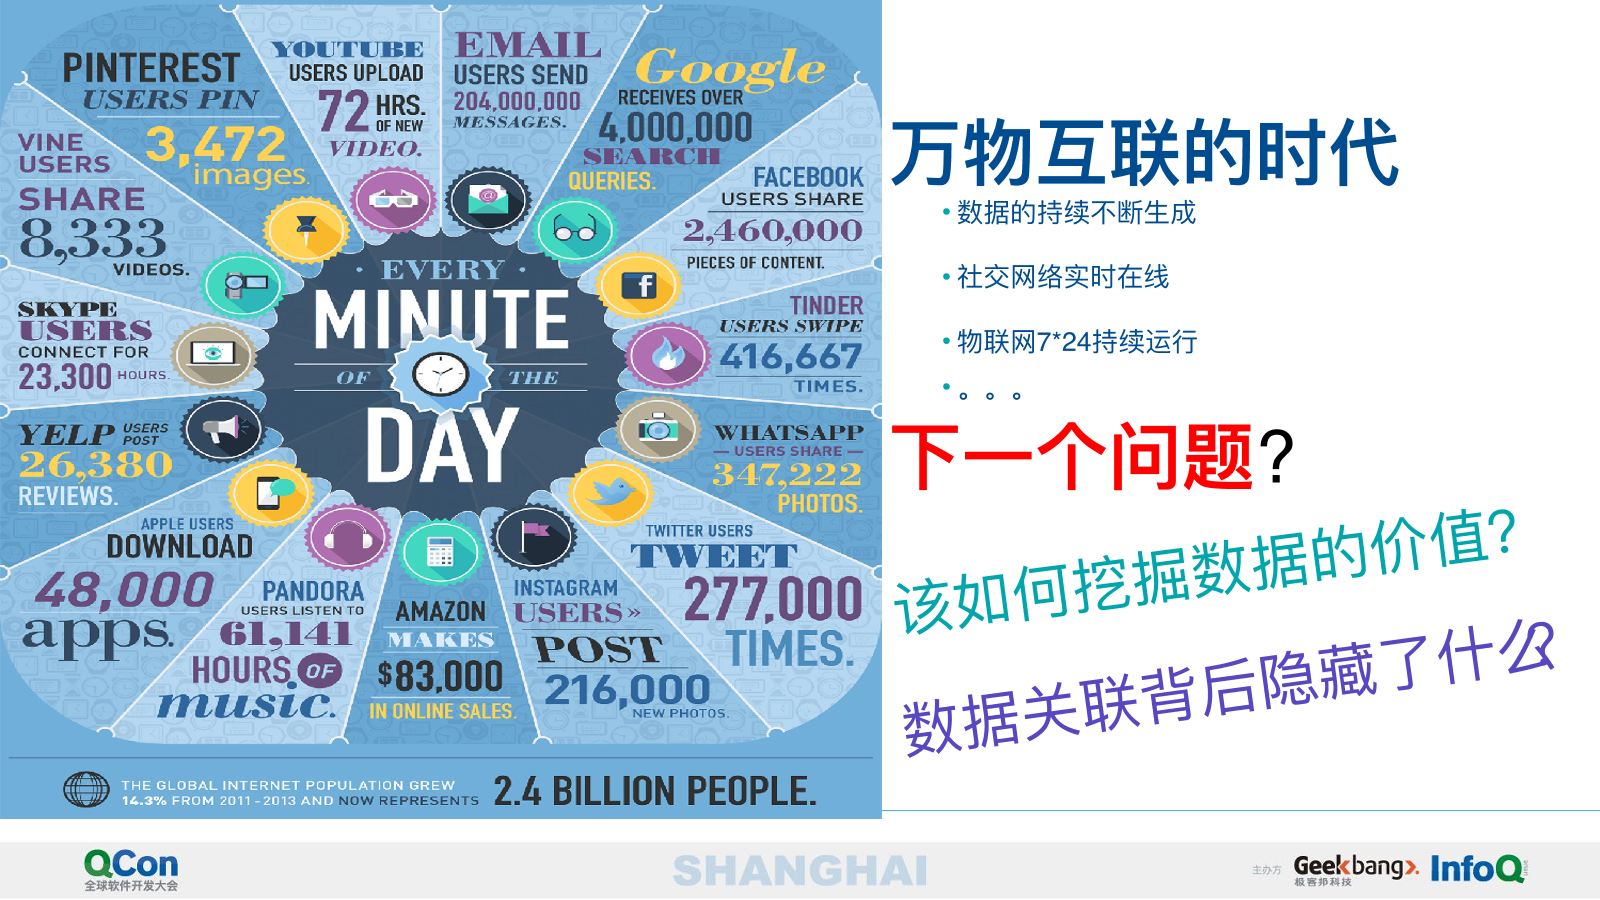 PINTEREST
USERS PIN
3,472
images.
YOUTUBE
USERS UPLOAD
72 HRS.
OF NEW
VIDEO.
EMAIL
USERS SEND
204,000,000
MESSAGES.
Google
RECEIVES OVER
4,000,000
SEARCH
QUERIES.
FACEBOOK
USERS SHARE
2,460,000
PIECES OF CONTENT.
TINDER
USERS SWIPE
416,667
TIMES.
WHATSAPP
USERS SHARE
347,222
PHOTOS.
TWITTER USERS
TWEET
277,000
TIMES.
INSTAGRAM
USERS »
POST
216,000
NEW PHOTOS.
AMAZON
MAKES
$83,000
IN ONLINE SALES.
PANDORA
USERS LISTEN TO
61,141
HOURS OF
music.
APPLE USERS
DOWNLOAD
48,000
apps.
YELP USERS
POST
26,380
REVIEWS.
SKYPE
USERS
CONNECT FOR
23,300 HOURS.
VINE
USERS
SHARE
8,333
VIDEOS.
· EVERY ·
MINUTE
OF THE
DAY
THE GLOBAL INTERNET POPULATION GREW
14.3% FROM 2011-2013 AND NOW REPRESENTS
2.4 BILLION PEOPLE.
万物互联的时代
• 数据的持续不断生成
• 社交网络实时在线
• 物联网7*24持续运行
• 。。。
下一个问题?
该如何挖掘数据的价值?
数据关联背后隐藏了什么?
QCon
全球软件开发大会
SHANGHAI
主办方
Geekbang>.
极客邦科技
InfoQ